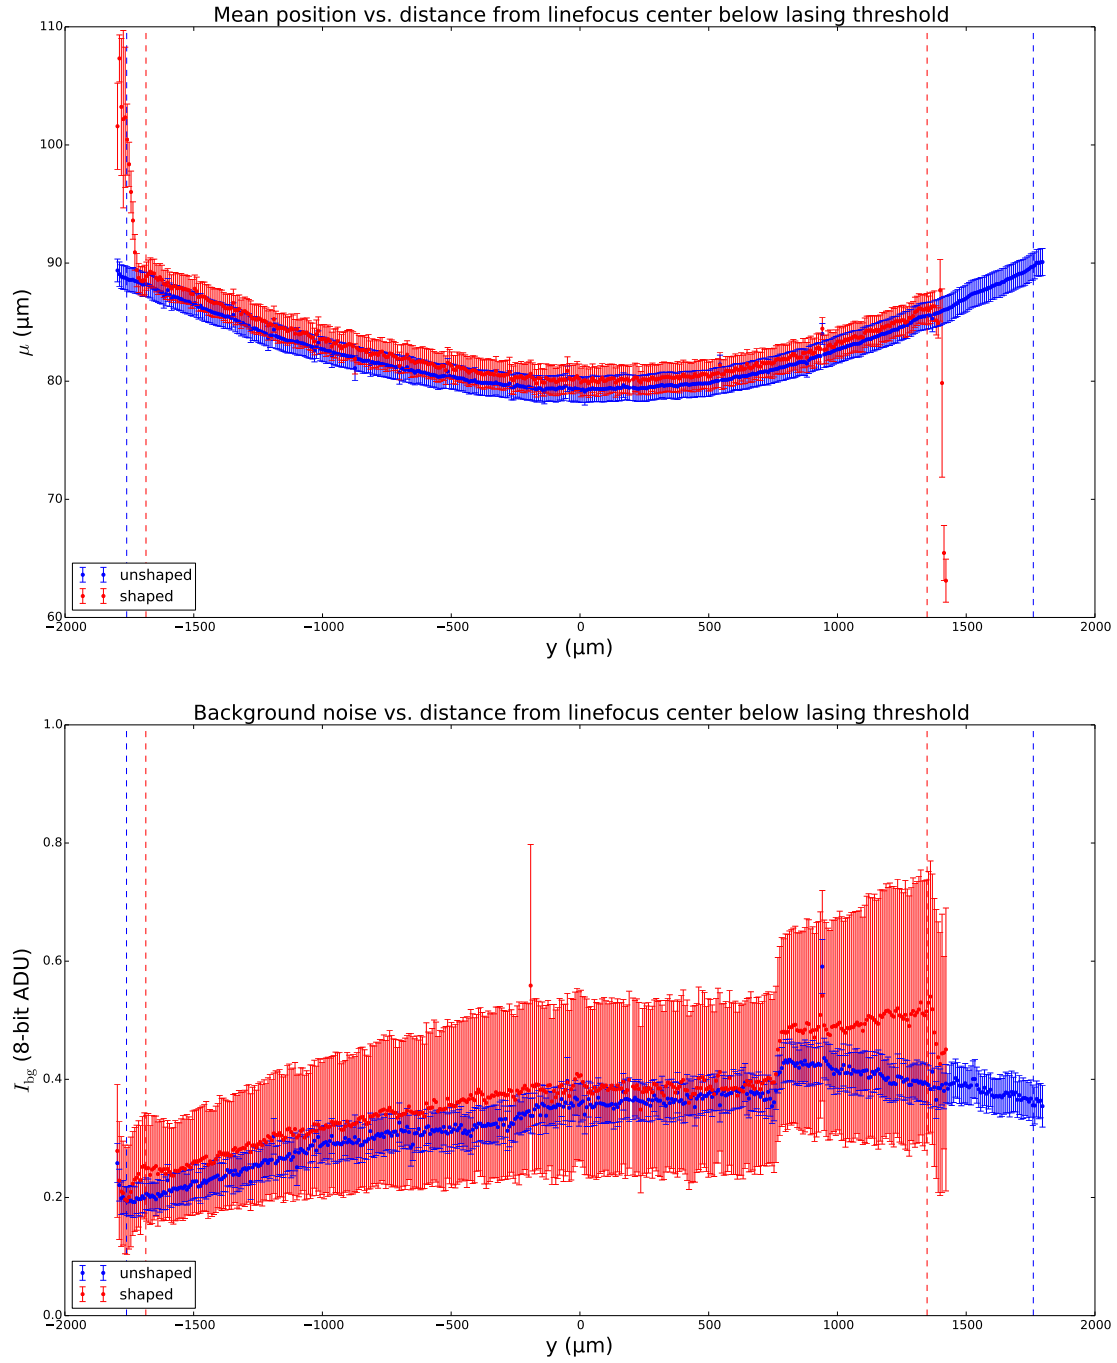 Mean position vs. distance from linefocus center below lasing threshold
110
100
90
80
70
60
μ (μm)
unshaped
shaped
−2000 −1500 −1000 −500 0 500 1000 1500 2000
y (μm)
Background noise vs. distance from linefocus center below lasing threshold
1.0
0.8
0.6
0.4
0.2
0.0
I_bg (8-bit ADU)
unshaped
shaped
−2000 −1500 −1000 −500 0 500 1000 1500 2000
y (μm)